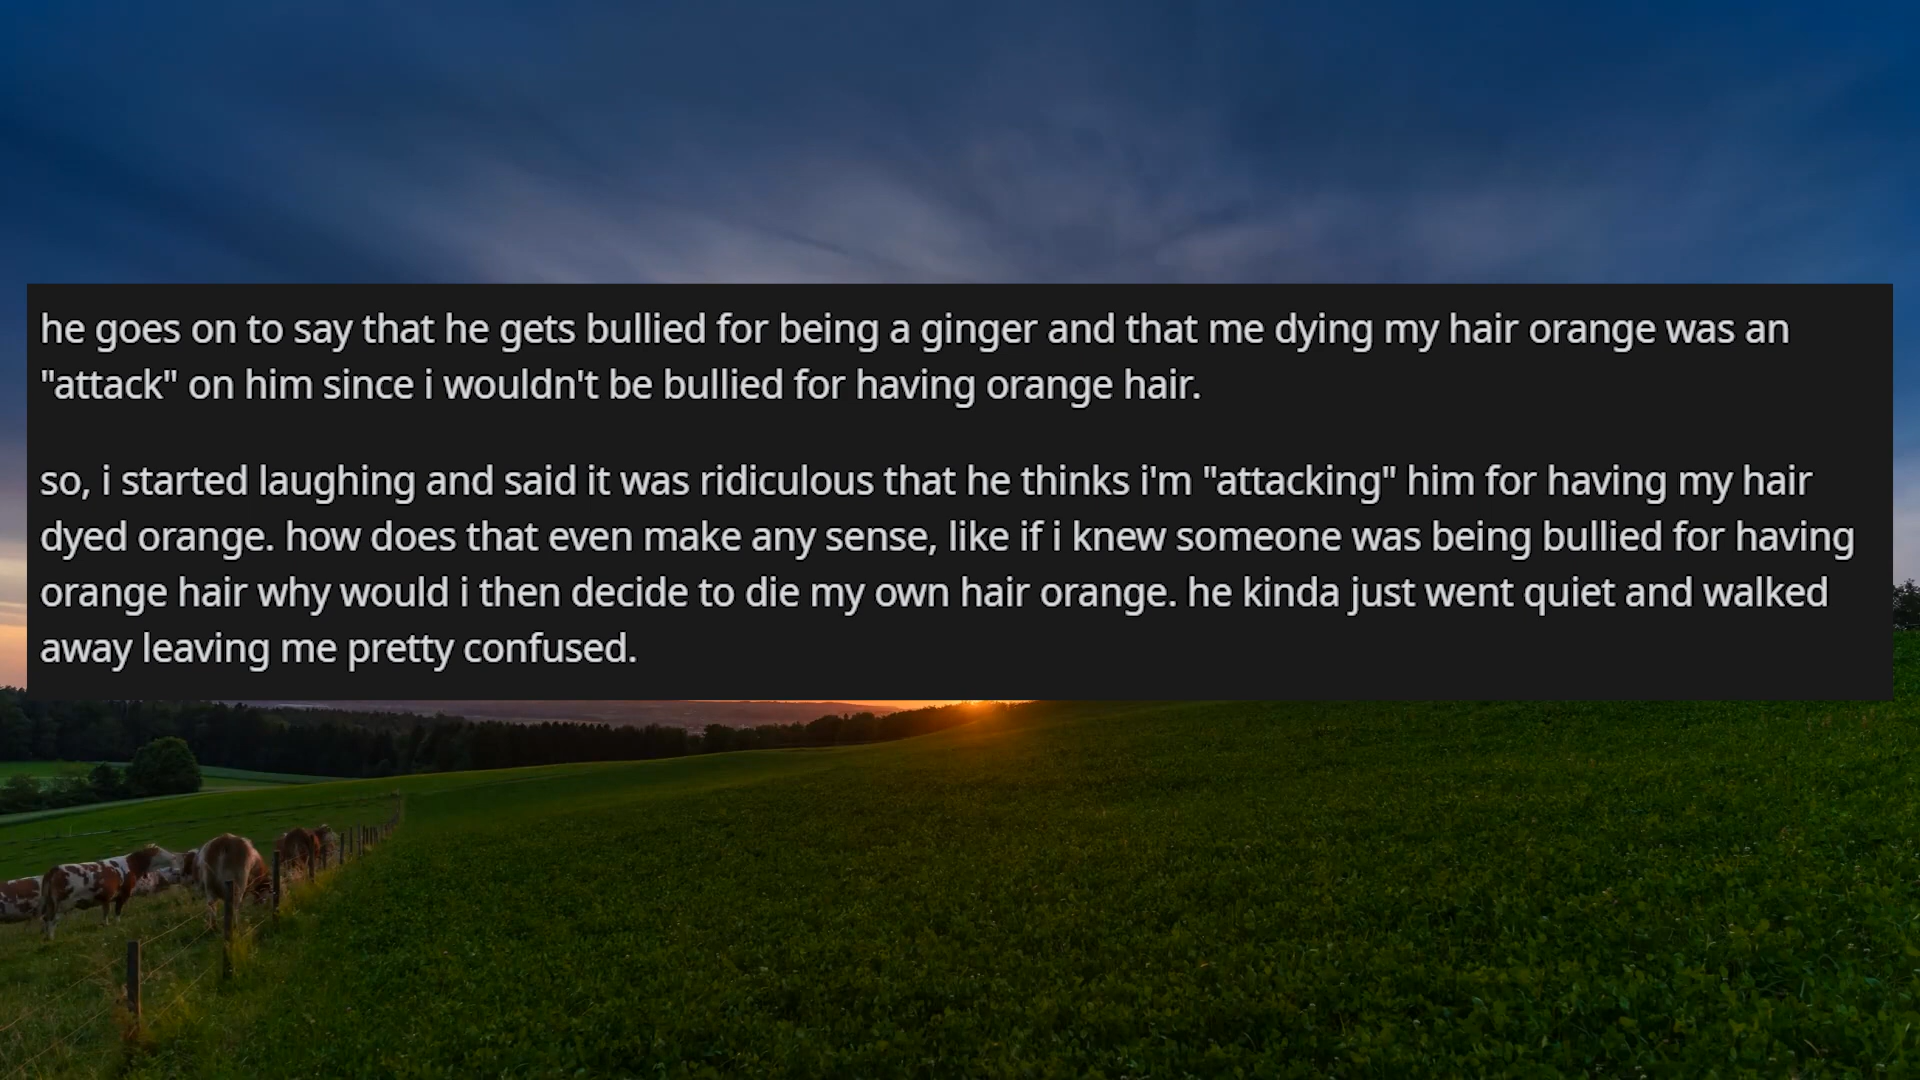 he goes on to say that he gets bullied for being a ginger and that me dying my hair orange was an
"attack" on him since i wouldn't be bullied for having orange hair.
so, i started laughing and said it was ridiculous that he thinks i'm "attacking" him for having my hair
dyed orange. how does that even make any sense, like if i knew someone was being bullied for having
orange hair why would i then decide to die my own hair orange. he kinda just went quiet and walked
away leaving me pretty confused.